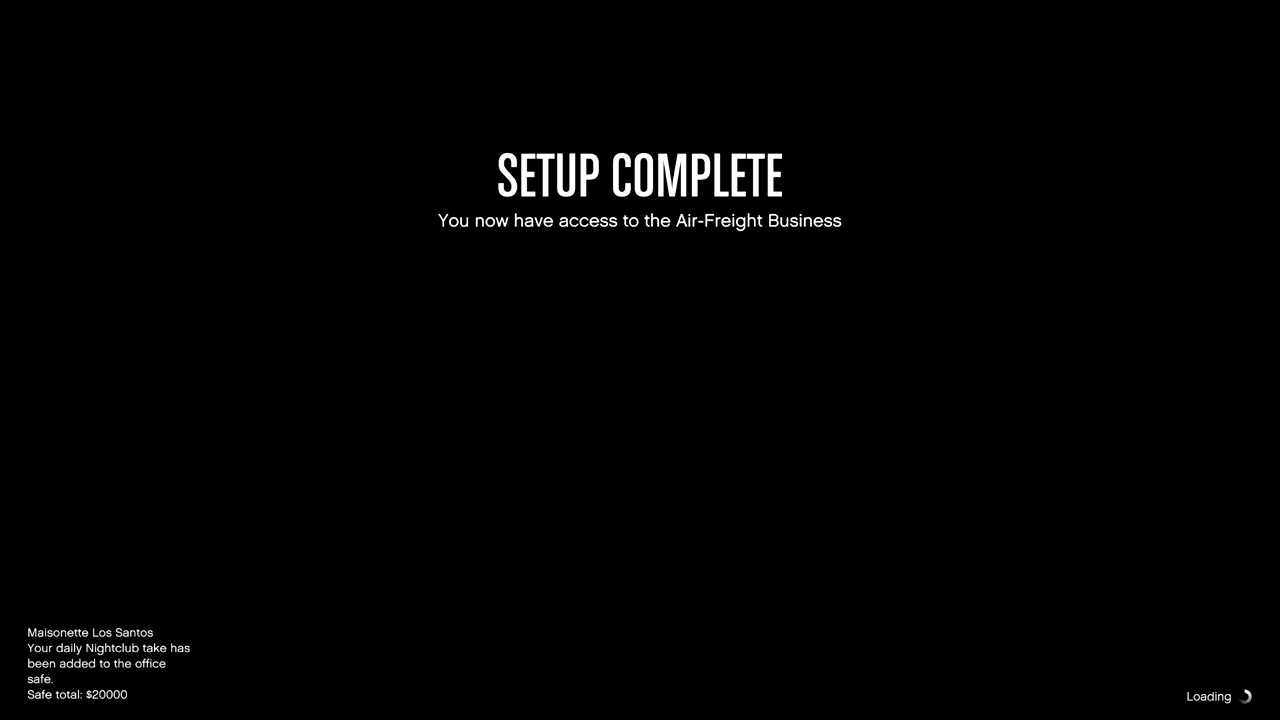 SETUP COMPLETE
You now have access to the Air-Freight Business
Maisonette Los Santos
Your daily Nightclub take has
been added to the office
safe.
Safe total: $20000
Loading